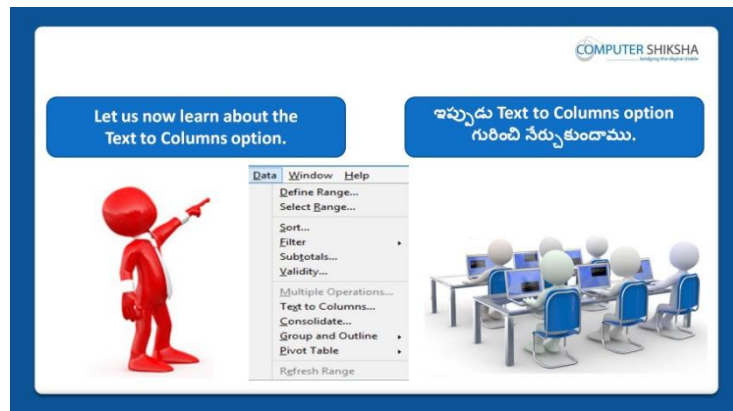 COMPUTER SHIKSHA
bridging the digital divide
Let us now learn about the
Text to Columns option.
ఇప్పుడు Text to Columns option
గురించి నేర్చుకుందాము.
Data Window Help
Define Range...
Select Range...
Sort...
Filter
Subtotals...
Validity...
Multiple Operations...
Text to Columns...
Consolidate...
Group and Outline
Pivot Table
Refresh Range